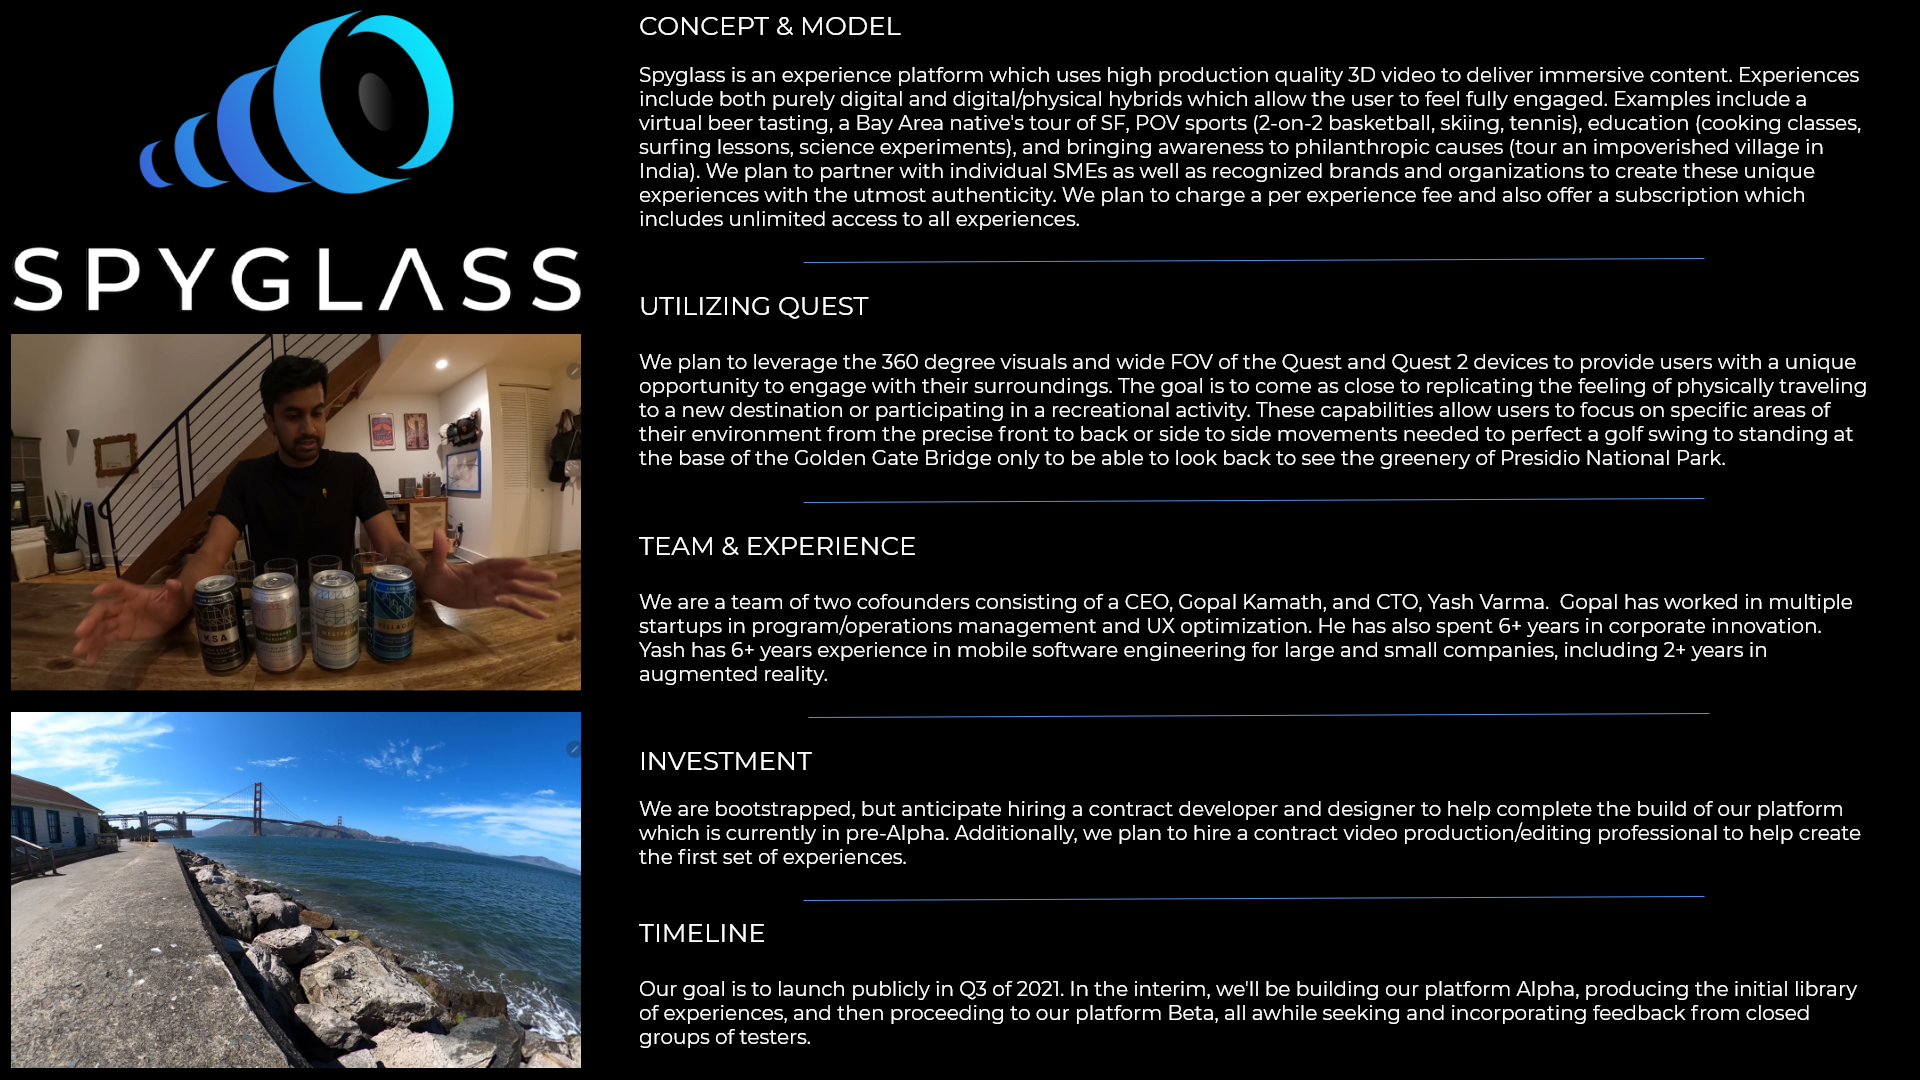 SPYGLASS
KSA
CONCEPT & MODEL
Spyglass is an experience platform which uses high production quality 3D video to deliver immersive content. Experiences
include both purely digital and digital/physical hybrids which allow the user to feel fully engaged. Examples include a
virtual beer tasting, a Bay Area native's tour of SF, POV sports (2-on-2 basketball, skiing, tennis), education (cooking classes,
surfing lessons, science experiments), and bringing awareness to philanthropic causes (tour an impoverished village in
India). We plan to partner with individual SMEs as well as recognized brands and organizations to create these unique
experiences with the utmost authenticity. We plan to charge a per experience fee and also offer a subscription which
includes unlimited access to all experiences.
UTILIZING QUEST
We plan to leverage the 360 degree visuals and wide FOV of the Quest and Quest 2 devices to provide users with a unique
opportunity to engage with their surroundings. The goal is to come as close to replicating the feeling of physically traveling
to a new destination or participating in a recreational activity. These capabilities allow users to focus on specific areas of
their environment from the precise front to back or side to side movements needed to perfect a golf swing to standing at
the base of the Golden Gate Bridge only to be able to look back to see the greenery of Presidio National Park.
TEAM & EXPERIENCE
We are a team of two cofounders consisting of a CEO, Gopal Kamath, and CTO, Yash Varma.  Gopal has worked in multiple
startups in program/operations management and UX optimization. He has also spent 6+ years in corporate innovation.
Yash has 6+ years experience in mobile software engineering for large and small companies, including 2+ years in
augmented reality.
INVESTMENT
We are bootstrapped, but anticipate hiring a contract developer and designer to help complete the build of our platform
which is currently in pre-Alpha. Additionally, we plan to hire a contract video production/editing professional to help create
the first set of experiences.
TIMELINE
Our goal is to launch publicly in Q3 of 2021. In the interim, we'll be building our platform Alpha, producing the initial library
of experiences, and then proceeding to our platform Beta, all awhile seeking and incorporating feedback from closed
groups of testers.